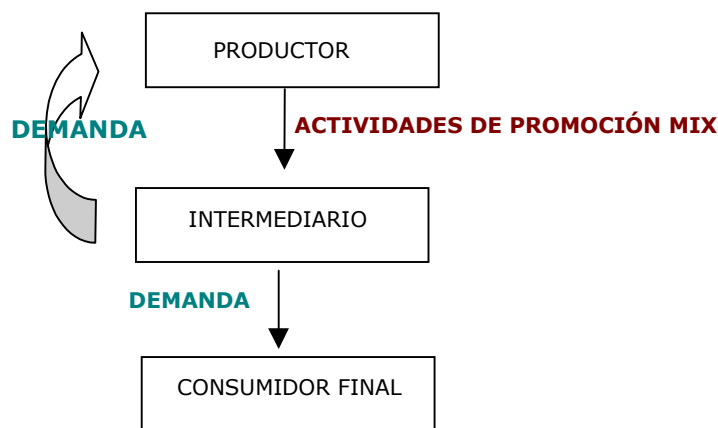 PRODUCTOR
DEMANDA
ACTIVIDADES DE PROMOCIÓN MIX
INTERMEDIARIO
DEMANDA
CONSUMIDOR FINAL